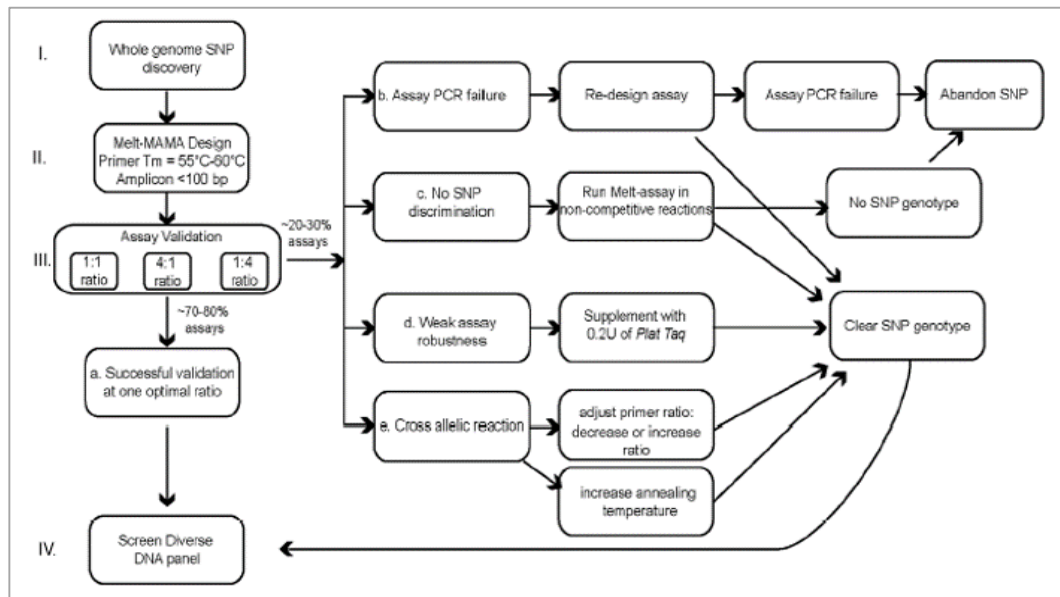 I.
Whole genome SNP
discovery
II.
Melt-MAMA Design
Primer Tm = 55°C-60°C
Amplicon <100 bp
III.
Assay Validation
1:1
ratio
4:1
ratio
1:4
ratio
~20-30%
assays
~70-80%
assays
a. Successful validation
at one optimal ratio
IV.
Screen Diverse
DNA panel
b. Assay PCR failure
Re-design assay
Assay PCR failure
Abandon SNP
c. No SNP
discrimination
Run Melt-assay in
non-competitive reactions
No SNP genotype
d. Weak assay
robustness
Supplement with
0.2U of Plat Taq
Clear SNP genotype
e. Cross allelic reaction
adjust primer ratio:
decrease or increase
ratio
increase annealing
temperature